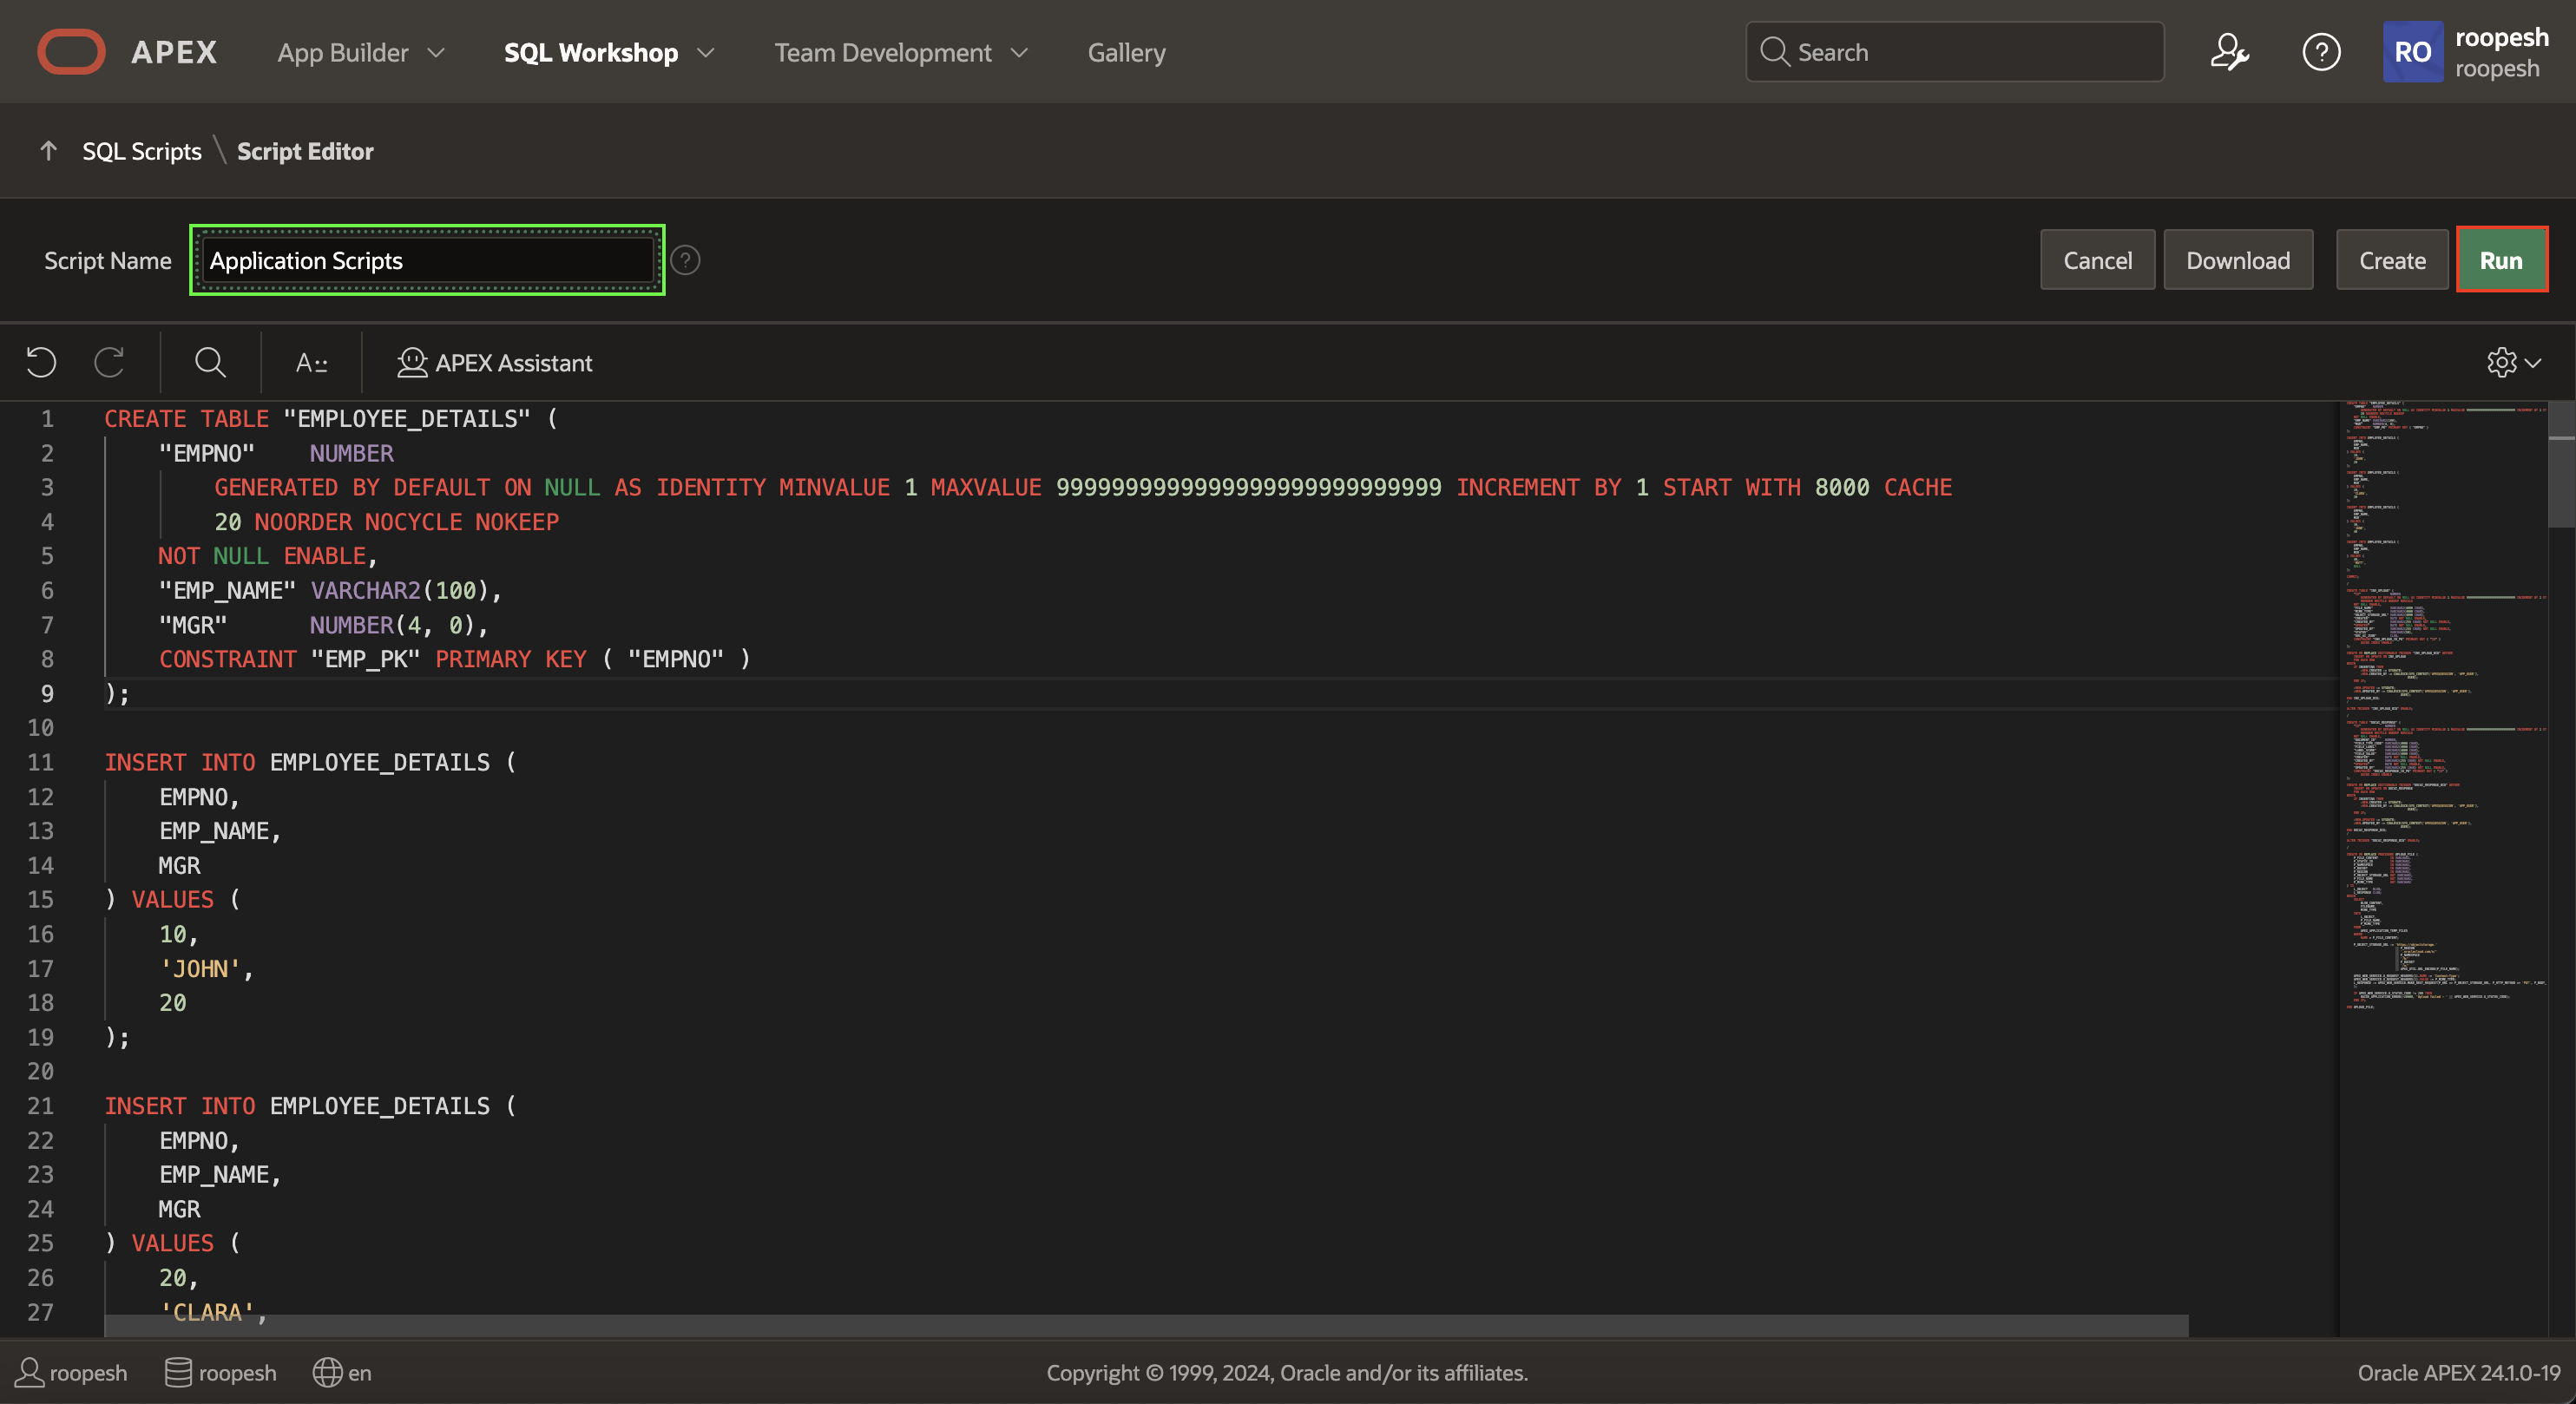 APEX App Builder SQL Workshop Team Development Gallery Search RO roopesh
roopesh
SQL Scripts \ Script Editor
Script Name Application Scripts ? Cancel Download Create Run
A:: APEX Assistant
1 CREATE TABLE "EMPLOYEE_DETAILS" (
2 "EMPNO" NUMBER
3 GENERATED BY DEFAULT ON NULL AS IDENTITY MINVALUE 1 MAXVALUE 9999999999999999999999999999 INCREMENT BY 1 START WITH 8000 CACHE
4 20 NOORDER NOCYCLE NOKEEP
5 NOT NULL ENABLE,
6 "EMP_NAME" VARCHAR2(100),
7 "MGR" NUMBER(4, 0),
8 CONSTRAINT "EMP_PK" PRIMARY KEY ( "EMPNO" )
9 );
10
11 INSERT INTO EMPLOYEE_DETAILS (
12 EMPNO,
13 EMP_NAME,
14 MGR
15 ) VALUES (
16 10,
17 'JOHN',
18 20
19 );
20
21 INSERT INTO EMPLOYEE_DETAILS (
22 EMPNO,
23 EMP_NAME,
24 MGR
25 ) VALUES (
26 20,
27 'CLARA',
roopesh roopesh en Copyright © 1999, 2024, Oracle and/or its affiliates. Oracle APEX 24.1.0-19